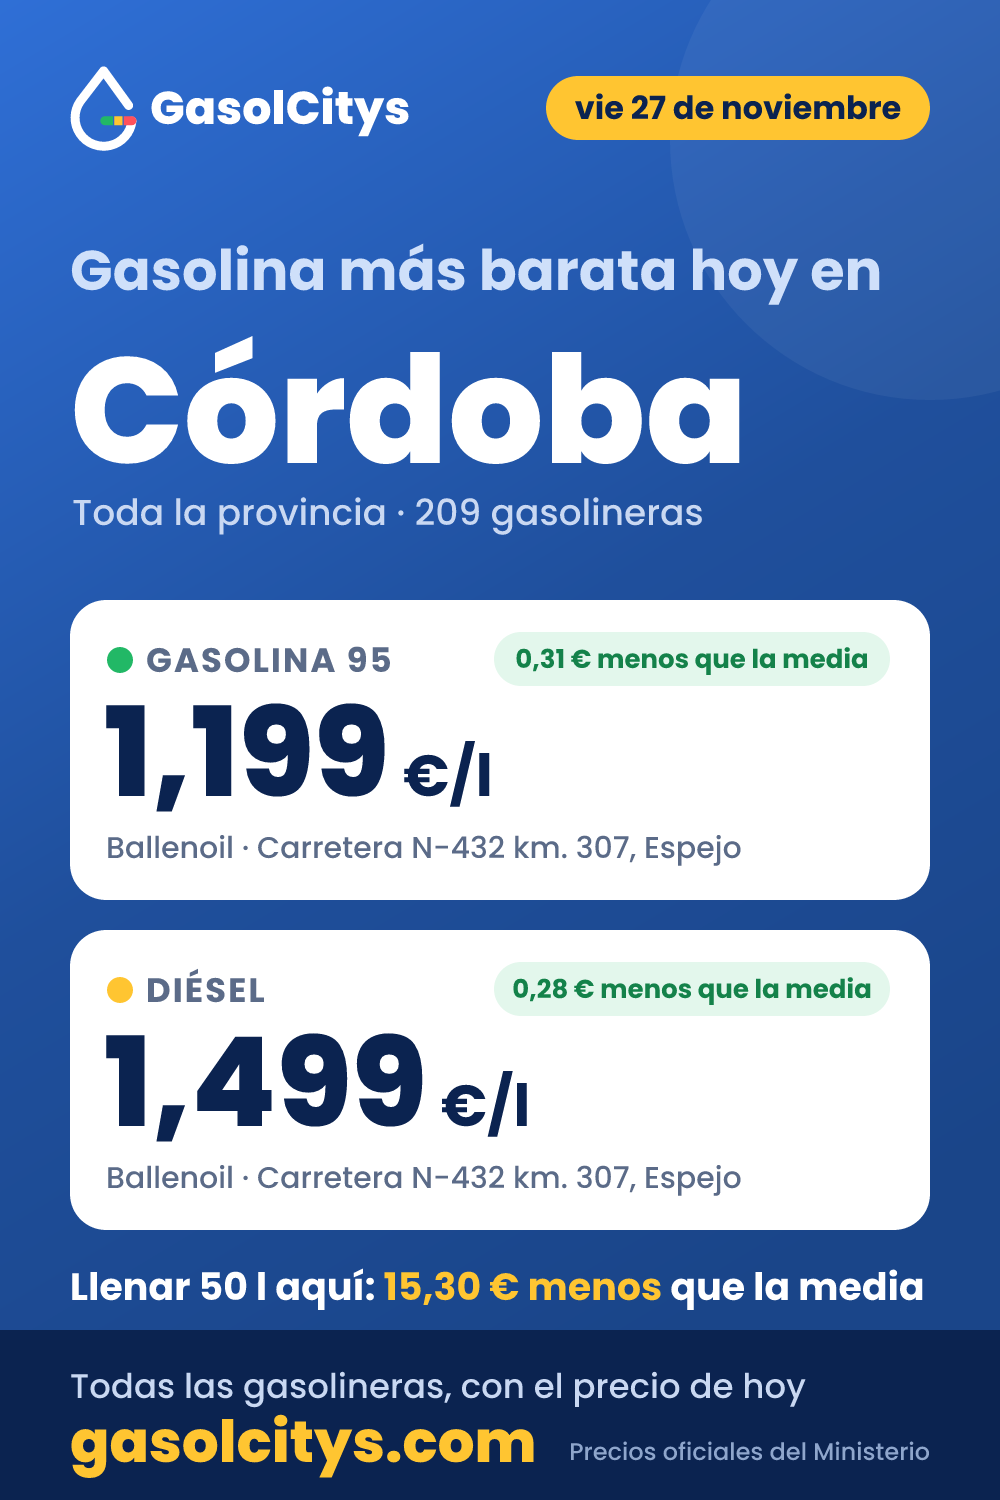 GasolCitys
vie 27 de noviembre
Gasolina más barata hoy en
Córdoba
Toda la provincia · 209 gasolineras
GASOLINA 95
0,31 € menos que la media
1,199 €/l
Ballenoil · Carretera N-432 km. 307, Espejo
DIÉSEL
0,28 € menos que la media
1,499 €/l
Ballenoil · Carretera N-432 km. 307, Espejo
Llenar 50 l aquí: 15,30 € menos que la media
Todas las gasolineras, con el precio de hoy
gasolcitys.com
Precios oficiales del Ministerio